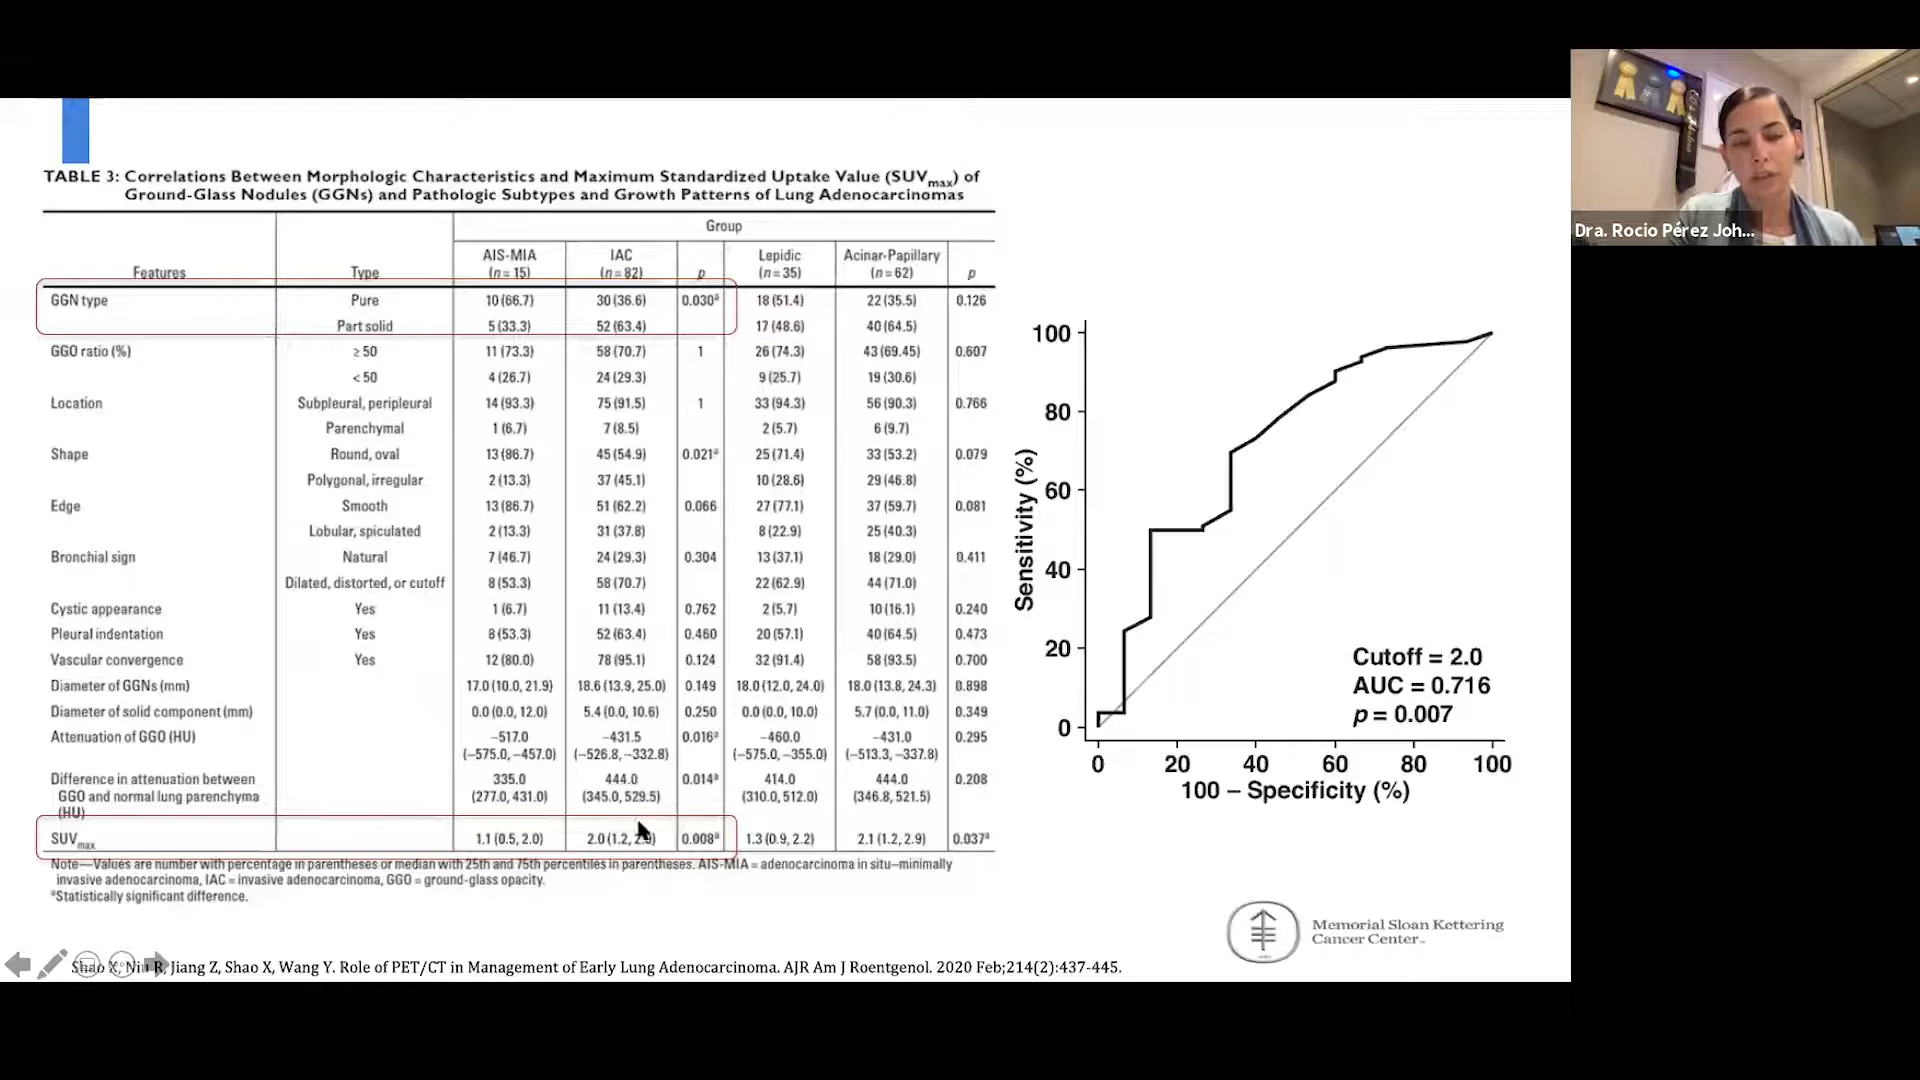 TABLE 3: Correlations Between Morphologic Characteristics and Maximum Standardized Uptake Value (SUVmax) of
Ground-Glass Nodules (GGNs) and Pathologic Subtypes and Growth Patterns of Lung Adenocarcinomas
Group
Features Type AIS-MIA (n = 15) IAC (n = 82) p Lepidic (n = 35) Acinar-Papillary (n = 62) p
GGN type Pure 10 (66.7) 30 (36.6) 0.030a 18 (51.4) 22 (35.5) 0.126
Part solid 5 (33.3) 52 (63.4) 17 (48.6) 40 (64.5)
GGO ratio (%) ≥ 50 11 (73.3) 58 (70.7) 1 26 (74.3) 43 (69.45) 0.607
< 50 4 (26.7) 24 (29.3) 9 (25.7) 19 (30.6)
Location Subpleural, peripleural 14 (93.3) 75 (91.5) 1 33 (94.3) 56 (90.3) 0.766
Parenchymal 1 (6.7) 7 (8.5) 2 (5.7) 6 (9.7)
Shape Round, oval 13 (86.7) 45 (54.9) 0.021a 25 (71.4) 33 (53.2) 0.079
Polygonal, irregular 2 (13.3) 37 (45.1) 10 (28.6) 29 (46.8)
Edge Smooth 13 (86.7) 51 (62.2) 0.066 27 (77.1) 37 (59.7) 0.081
Lobular, spiculated 2 (13.3) 31 (37.8) 8 (22.9) 25 (40.3)
Bronchial sign Natural 7 (46.7) 24 (29.3) 0.304 13 (37.1) 18 (29.0) 0.411
Dilated, distorted, or cutoff 8 (53.3) 58 (70.7) 22 (62.9) 44 (71.0)
Cystic appearance Yes 1 (6.7) 11 (13.4) 0.762 2 (5.7) 10 (16.1) 0.240
Pleural indentation Yes 8 (53.3) 52 (63.4) 0.460 20 (57.1) 40 (64.5) 0.473
Vascular convergence Yes 12 (80.0) 78 (95.1) 0.124 32 (91.4) 58 (93.5) 0.700
Diameter of GGNs (mm) 17.0 (10.0, 21.9) 18.6 (13.9, 25.0) 0.149 18.0 (12.0, 24.0) 18.0 (13.8, 24.3) 0.898
Diameter of solid component (mm) 0.0 (0.0, 12.0) 5.4 (0.0, 10.6) 0.250 0.0 (0.0, 10.0) 5.7 (0.0, 11.0) 0.349
Attenuation of GGO (HU) −517.0 −431.5 0.016a −460.0 −431.0 0.295
(−575.0, −457.0) (−526.8, −332.8) (−575.0, −355.0) (−513.3, −337.8)
Difference in attenuation between 335.0 444.0 0.014a 414.0 444.0 0.208
GGO and normal lung parenchyma (277.0, 431.0) (345.0, 529.5) (310.0, 512.0) (346.8, 521.5)
(HU)
SUVmax 1.1 (0.5, 2.0) 2.0 (1.2, 0.008a 1.3 (0.9, 2.2) 2.1 (1.2, 2.9) 0.037a
Note—Values are number with percentage in parentheses or median with 25th and 75th percentiles in parentheses. AIS-MIA = adenocarcinoma in situ–minimally
invasive adenocarcinoma, IAC = invasive adenocarcinoma, GGO = ground-glass opacity.
aStatistically significant difference.
100
80
60
40
20
0
Sensitivity (%)
0 20 40 60 80 100
100 – Specificity (%)
Cutoff = 2.0
AUC = 0.716
p = 0.007
Memorial Sloan Kettering
Cancer Center
Shao X, Niu R, Jiang Z, Shao X, Wang Y. Role of PET/CT in Management of Early Lung Adenocarcinoma. AJR Am J Roentgenol. 2020 Feb;214(2):437-445.
Dra. Rocio Pérez Joh...